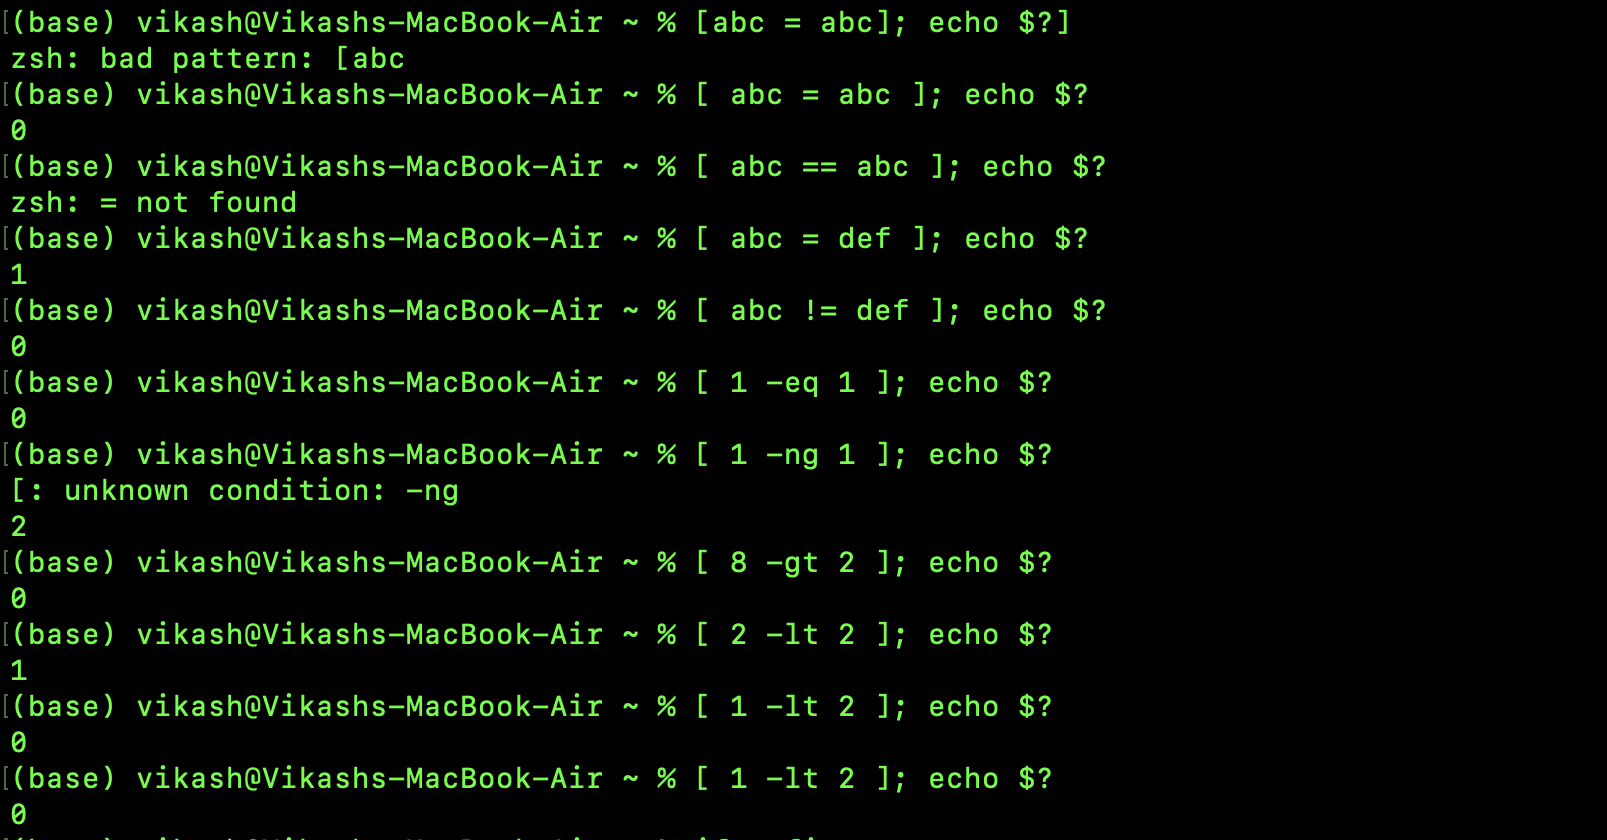 [(base) vikash@Vikashs-MacBook-Air ~ % [abc = abc]; echo $?]
zsh: bad pattern: [abc
[(base) vikash@Vikashs-MacBook-Air ~ % [ abc = abc ]; echo $?
0
[(base) vikash@Vikashs-MacBook-Air ~ % [ abc == abc ]; echo $?
zsh: = not found
[(base) vikash@Vikashs-MacBook-Air ~ % [ abc = def ]; echo $?
1
[(base) vikash@Vikashs-MacBook-Air ~ % [ abc != def ]; echo $?
0
[(base) vikash@Vikashs-MacBook-Air ~ % [ 1 -eq 1 ]; echo $?
0
[(base) vikash@Vikashs-MacBook-Air ~ % [ 1 -ng 1 ]; echo $?
[: unknown condition: -ng
2
[(base) vikash@Vikashs-MacBook-Air ~ % [ 8 -gt 2 ]; echo $?
0
[(base) vikash@Vikashs-MacBook-Air ~ % [ 2 -lt 2 ]; echo $?
1
[(base) vikash@Vikashs-MacBook-Air ~ % [ 1 -lt 2 ]; echo $?
0
[(base) vikash@Vikashs-MacBook-Air ~ % [ 1 -lt 2 ]; echo $?
0